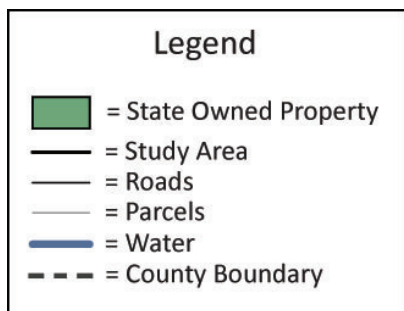 Legend
= State Owned Property
= Study Area
= Roads
= Parcels
= Water
= County Boundary